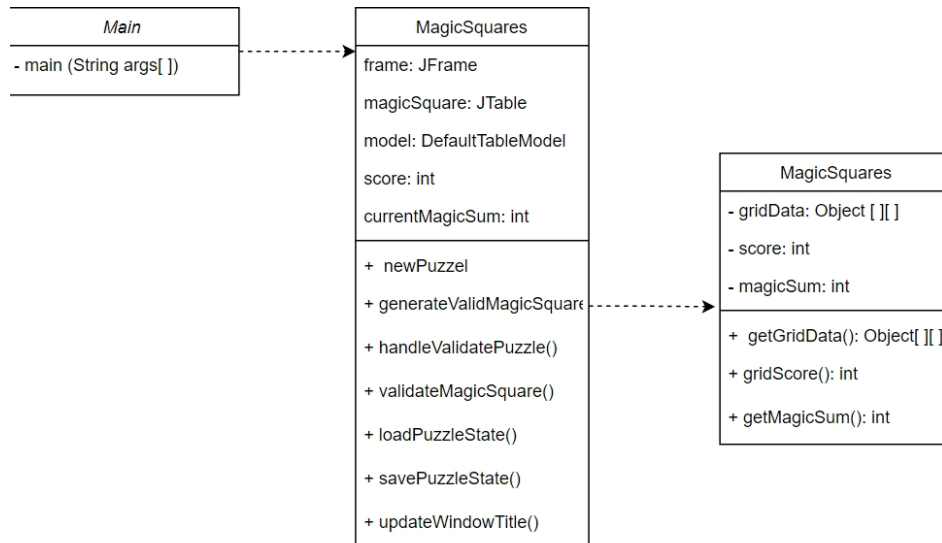 Main
- main (String args[ ])
MagicSquares
frame: JFrame
magicSquare: JTable
model: DefaultTableModel
score: int
currentMagicSum: int
+ newPuzzel
+ generateValidMagicSquare
+ handleValidatePuzzle()
+ validateMagicSquare()
+ loadPuzzleState()
+ savePuzzleState()
+ updateWindowTitle()
MagicSquares
- gridData: Object [ ][ ]
- score: int
- magicSum: int
+ getGridData(): Object[ ][ ]
+ gridScore(): int
+ getMagicSum(): int